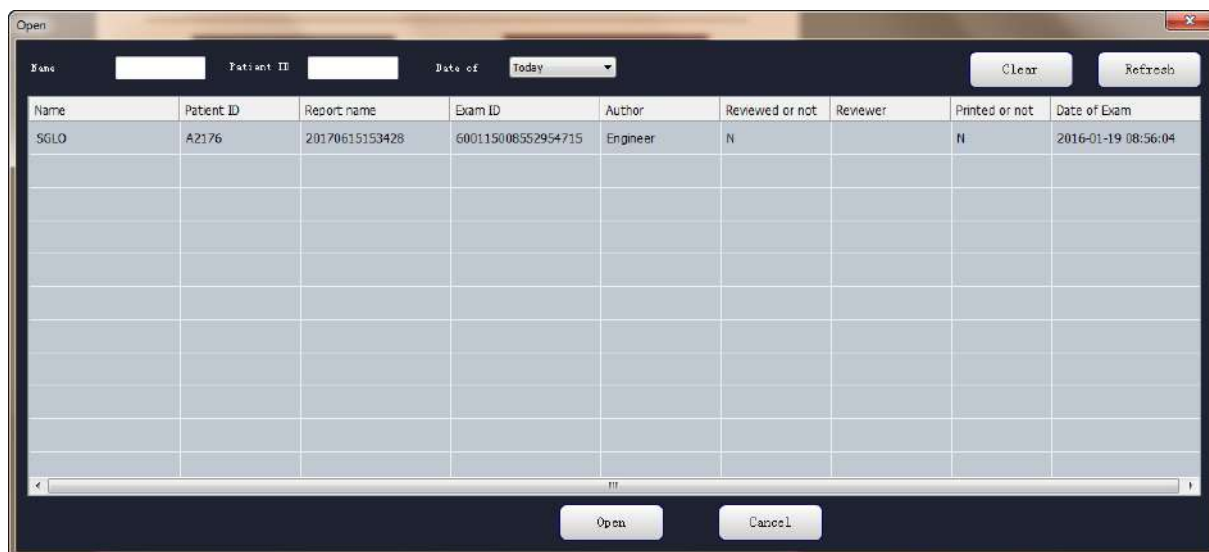 Open
Name Patient ID Date of Today Clear Refresh
Name Patient ID Report name Exam ID Author Reviewed or not Reviewer Printed or not Date of Exam
SGLO A2176 20170615153428 600115008552954715 Engineer N N 2016-01-19 08:56:04
Open Cancel